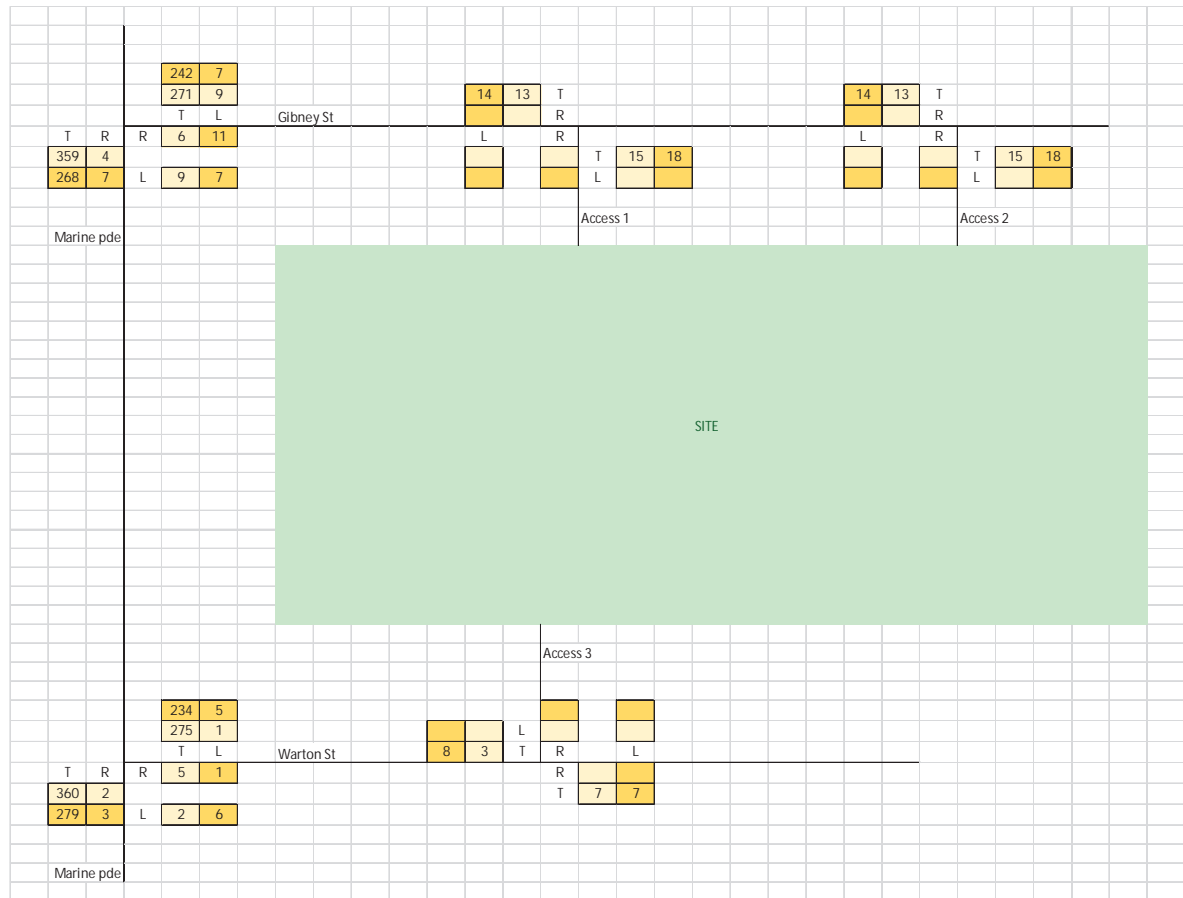 242 7
271 9 14 13 T 14 13 T
T L Gibney St R R
T R R 6 11 L R L R
359 4 T 15 18 T 15 18
268 7 L 9 7 L L
Access 1 Access 2
Marine pde
SITE
Access 3
234 5
275 1 L
T L Warton St 8 3 T R L
T R R 5 1 R
360 2 T 7 7
279 3 L 2 6
Marine pde